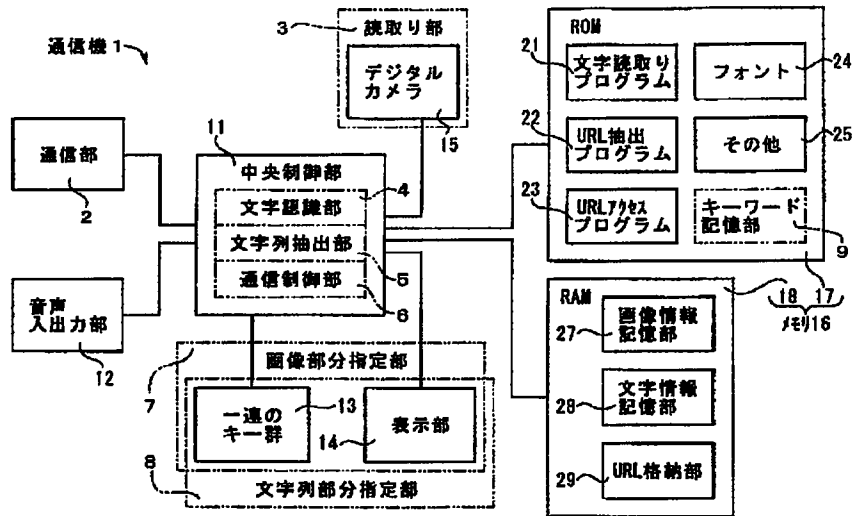 通信機1
3
読取り部
デジタル
カメラ
15
通信部
2
11
中央制御部
4
文字認識部
文字列抽出部
5
通信制御部
6
音声
入出力部
12
7
画像部分指定部
一連の
キー群
13
14
表示部
8
文字列部分指定部
ROM
21
文字読取り
プログラム
フォント
24
22
URL抽出
プログラム
その他
25
23
URLアクセス
プログラム
キーワード
記憶部
9
RAM
18
17
メモリ16
27
画像情報
記憶部
28
文字情報
記憶部
29
URL格納部